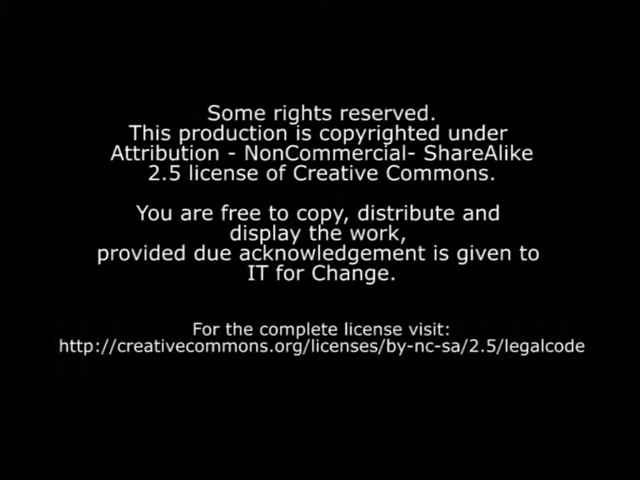 Some rights reserved.
This production is copyrighted under
Attribution - NonCommercial- ShareAlike
2.5 license of Creative Commons.
You are free to copy, distribute and
display the work,
provided due acknowledgement is given to
IT for Change.
For the complete license visit:
http://creativecommons.org/licenses/by-nc-sa/2.5/legalcode